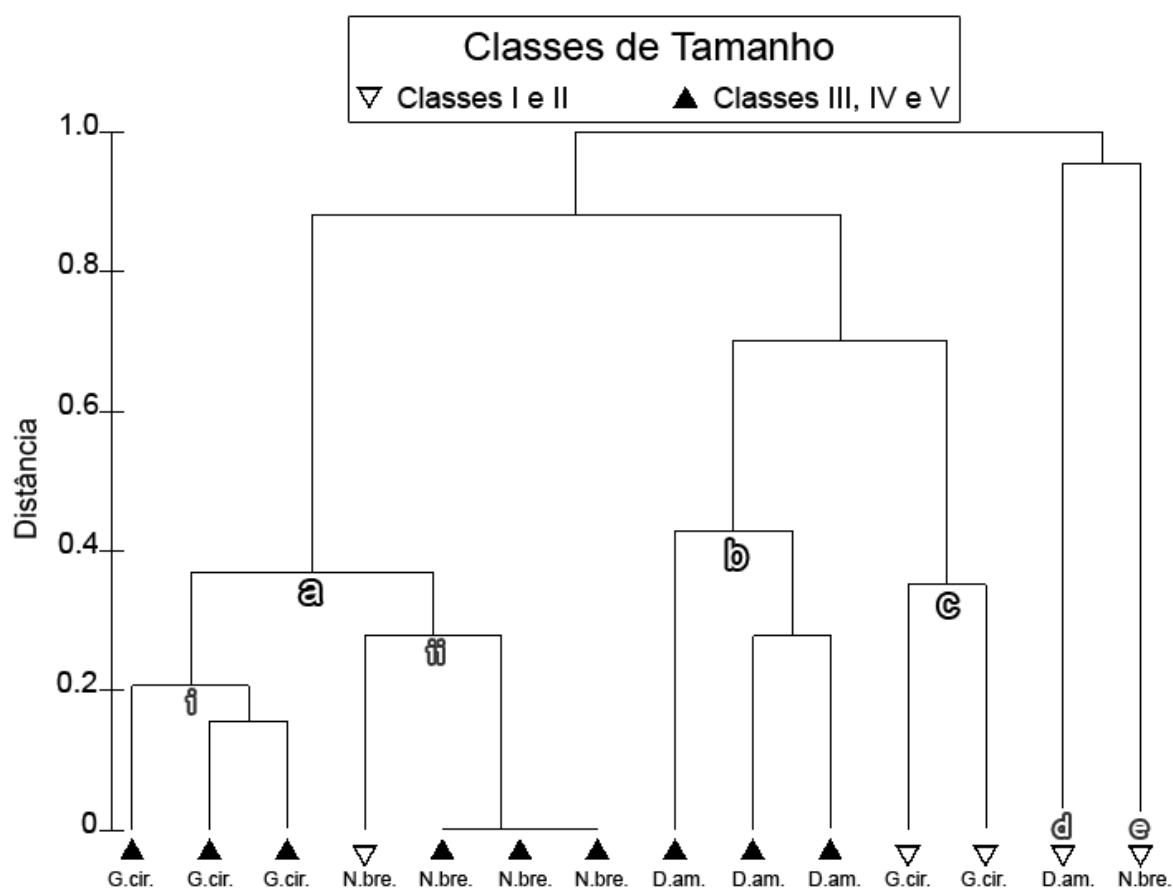 Classes de Tamanho
Classes I e II Classes III, IV e V
1.0
0.8
0.6
Distância
0.4
b
a
c
ii
0.2
i
0
d e
G.cir. G.cir. G.cir. N.bre. N.bre. N.bre. N.bre. D.am. D.am. D.am. G.cir. G.cir. D.am. N.bre.